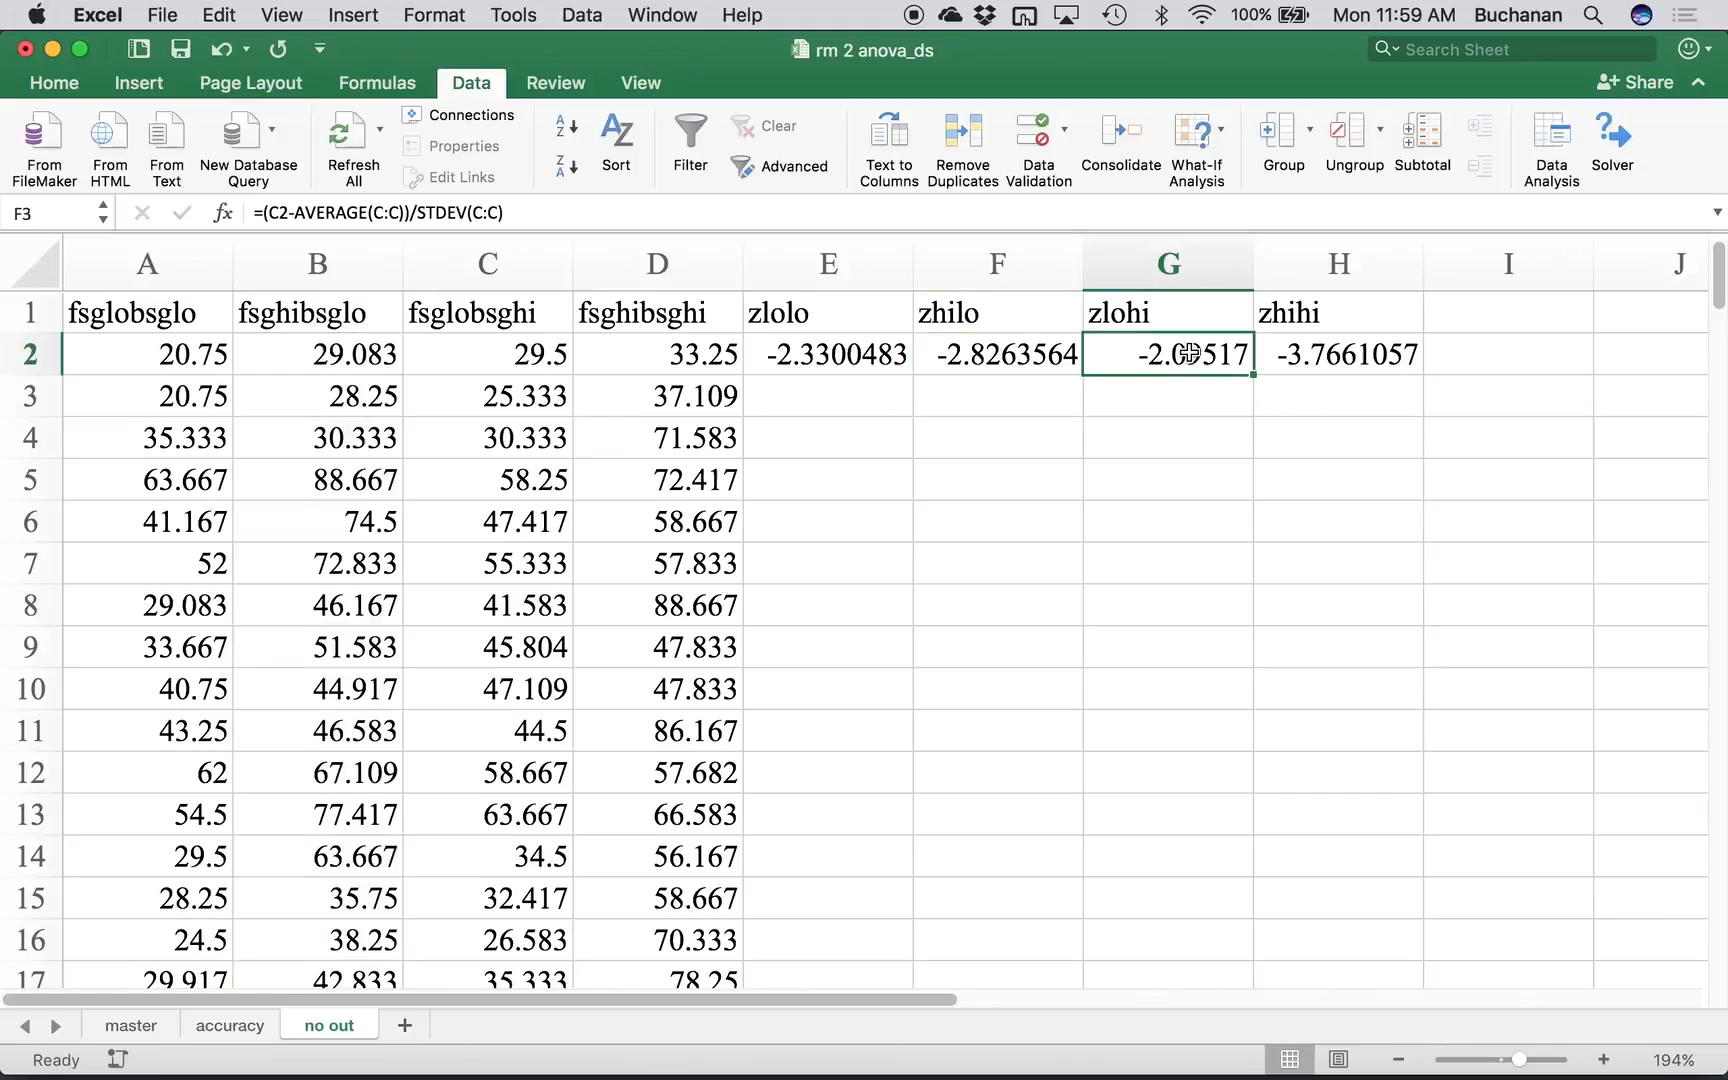 Excel File Edit View Insert Format Tools Data Window Help 100% Mon 11:59 AM Buchanan
rm 2 anova_ds Search Sheet
Home Insert Page Layout Formulas Data Review View Share
From FileMaker
From HTML
From Text
New Database Query
Refresh All
Connections
Properties
Edit Links
A Z
Z A
Sort
Filter
Clear
Advanced
Text to Columns
Remove Duplicates
Data Validation
Consolidate
What-If Analysis
Group
Ungroup
Subtotal
Data Analysis
Solver
F3 fx =(C2-AVERAGE(C:C))/STDEV(C:C)
A B C D E F G H I J
1 fsglobsglo fsghibsglo fsglobsghi fsghibsghi zlolo zhilo zlohi zhihi
2 20.75 29.083 29.5 33.25 -2.3300483 -2.8263564 -3.7661057
3 20.75 28.25 25.333 37.109
4 35.333 30.333 30.333 71.583
5 63.667 88.667 58.25 72.417
6 41.167 74.5 47.417 58.667
7 52 72.833 55.333 57.833
8 29.083 46.167 41.583 88.667
9 33.667 51.583 45.804 47.833
10 40.75 44.917 47.109 47.833
11 43.25 46.583 44.5 86.167
12 62 67.109 58.667 57.682
13 54.5 77.417 63.667 66.583
14 29.5 63.667 34.5 56.167
15 28.25 35.75 32.417 58.667
16 24.5 38.25 26.583 70.333
17 29.917 42.833 35.333 78.25
master accuracy no out
Ready 194%